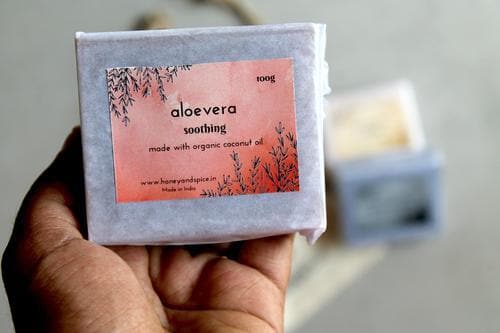 100g
aloevera
soothing
made with organic coconut oil
www.honeyandspice.in
Made in India